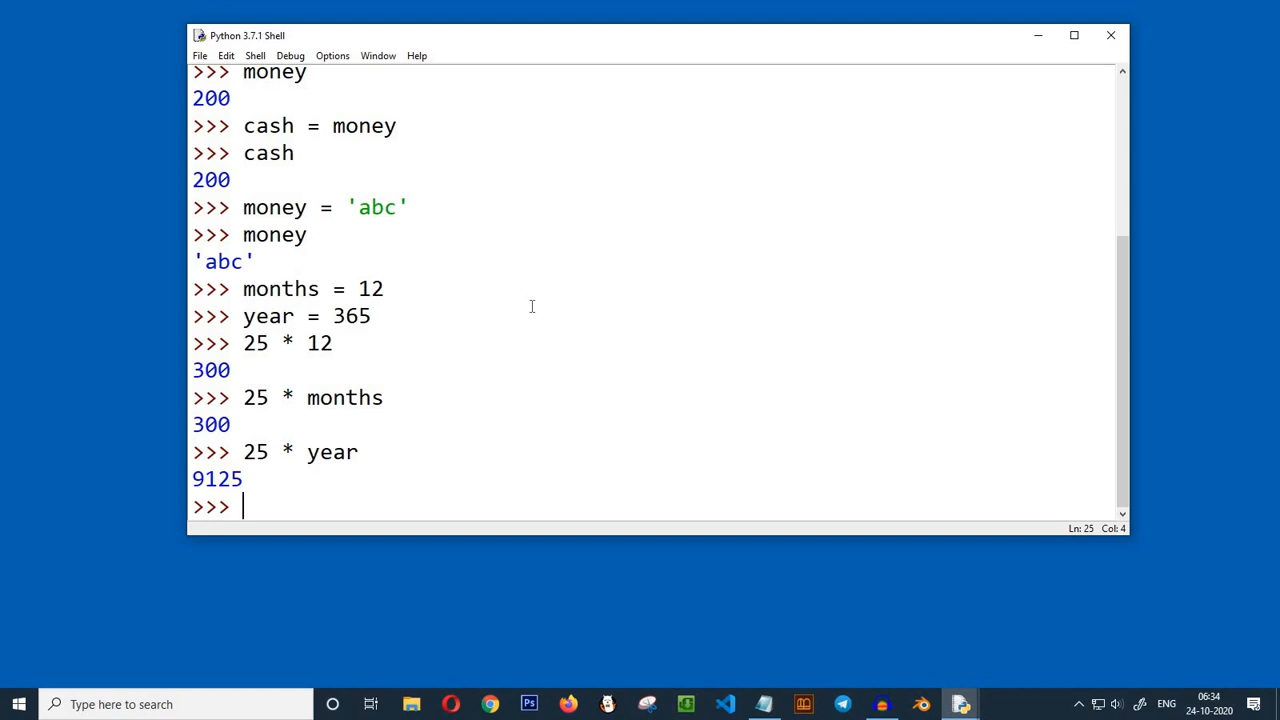 Python 3.7.1 Shell
File Edit Shell Debug Options Window Help
>>> money
200
>>> cash = money
>>> cash
200
>>> money = 'abc'
>>> money
'abc'
>>> months = 12
>>> year = 365
>>> 25 * 12
300
>>> 25 * months
300
>>> 25 * year
9125
>>>
Ln: 25 Col: 4
Type here to search
Ps
ENG
06:34
24-10-2020